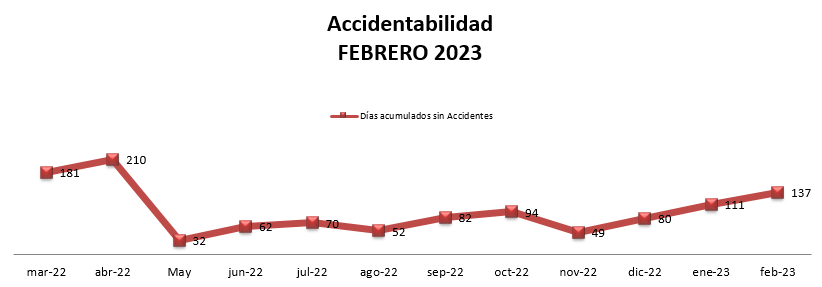 Accidentabilidad
FEBRERO 2023
Días acumulados sin Accidentes
181 210 32 62 70 52 82 94 49 80 111 137
mar-22 abr-22 May jun-22 jul-22 ago-22 sep-22 oct-22 nov-22 dic-22 ene-23 feb-23